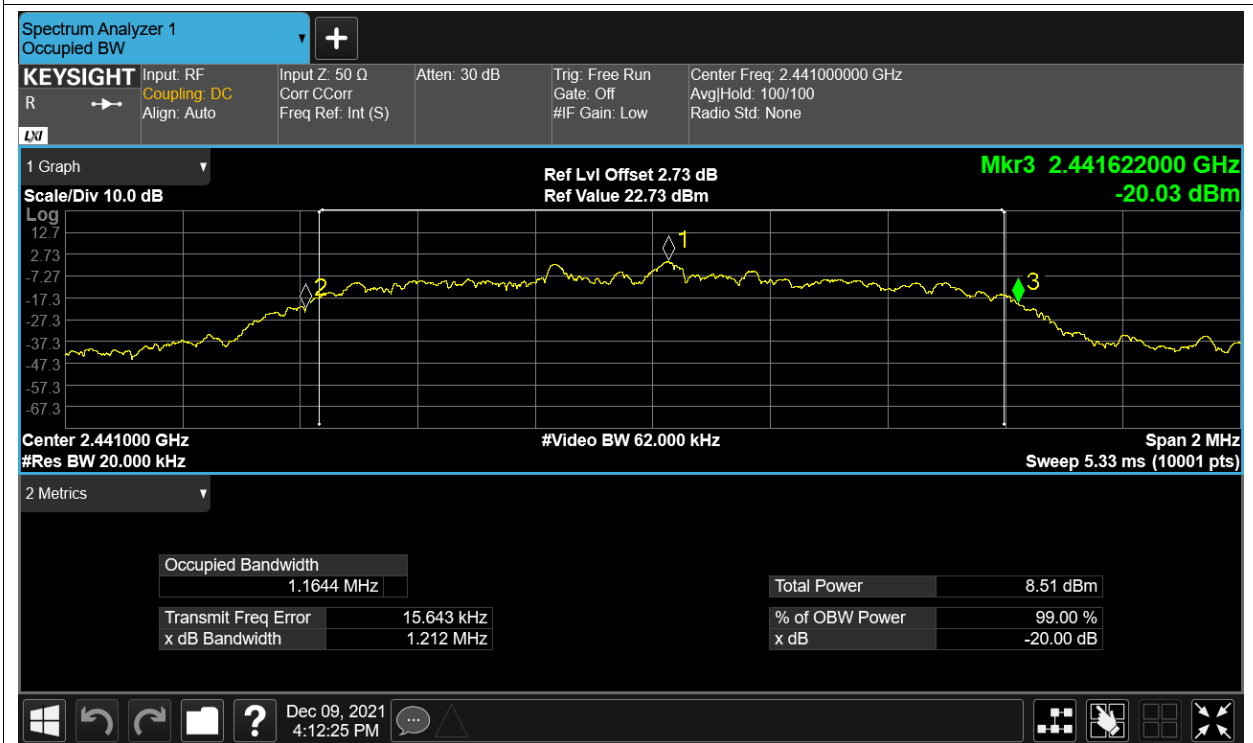 Spectrum Analyzer 1
Occupied BW
▼
+
KEYSIGHT
R
LXI
Input: RF
Coupling: DC
Align: Auto
Input Z: 50 Ω
Corr CCorr
Freq Ref: Int (S)
Atten: 30 dB
Trig: Free Run
Gate: Off
#IF Gain: Low
Center Freq: 2.441000000 GHz
Avg|Hold: 100/100
Radio Std: None
1 Graph ▼
Scale/Div 10.0 dB
Ref Lvl Offset 2.73 dB
Ref Value 22.73 dBm
Mkr3 2.441622000 GHz
-20.03 dBm
Log
12.7
2.73
-7.27
-17.3
-27.3
-37.3
-47.3
-57.3
-67.3
1
2
3
Center 2.441000 GHz
#Res BW 20.000 kHz
#Video BW 62.000 kHz
Span 2 MHz
Sweep 5.33 ms (10001 pts)
2 Metrics ▼
Occupied Bandwidth
1.1644 MHz
Transmit Freq Error 15.643 kHz
x dB Bandwidth 1.212 MHz
Total Power 8.51 dBm
% of OBW Power 99.00 %
x dB -20.00 dB
?
Dec 09, 2021
4:12:25 PM